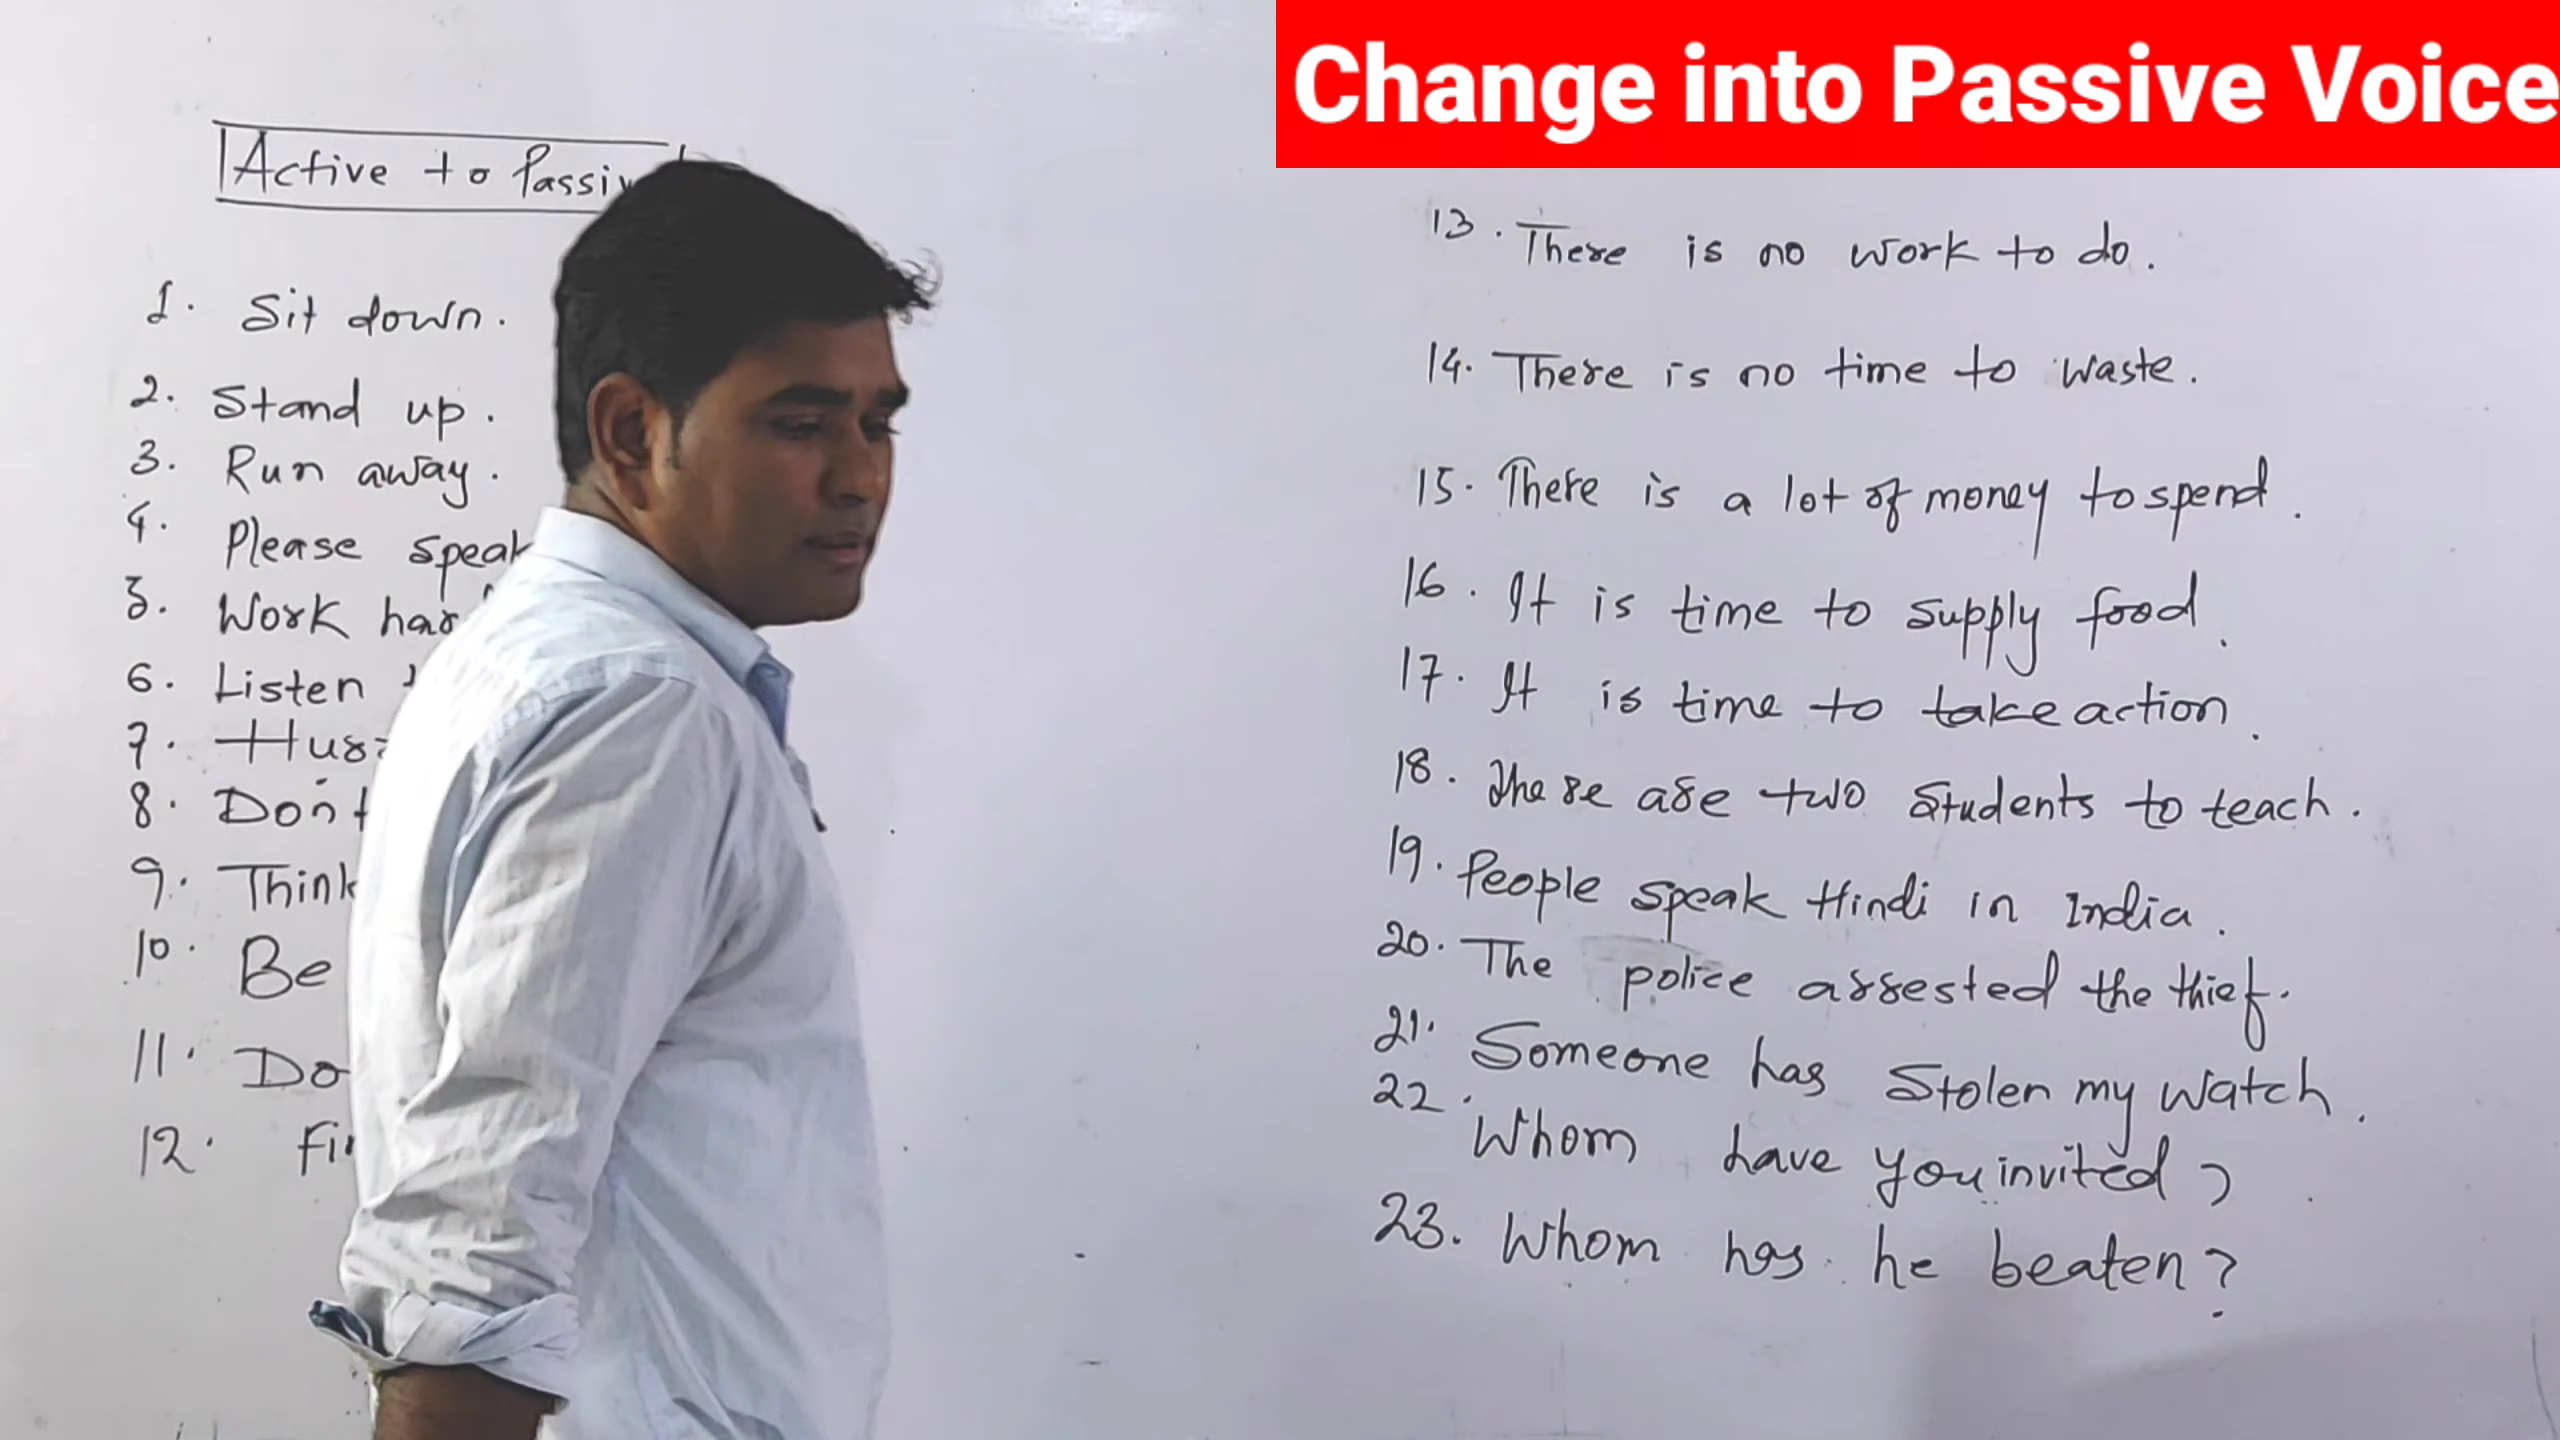 Change into Passive Voice
Active to
1. Sit down.
2. Stand up.
3. Run away.
4. Please speak
5. Work
6. Listen
7.
8. Don't
9. Think
10. Be
11. Do
12.
13. There is no work to do.
14. There is no time to waste.
15. There is a lot of money to spend.
16. It is time to supply food.
17. It is time to take action.
18. There are two students to teach.
19. People speak Hindi in India.
20. The police arrested the thief.
21. Someone has stolen my watch.
22. Whom have you invited?
23. Whom has he beaten?